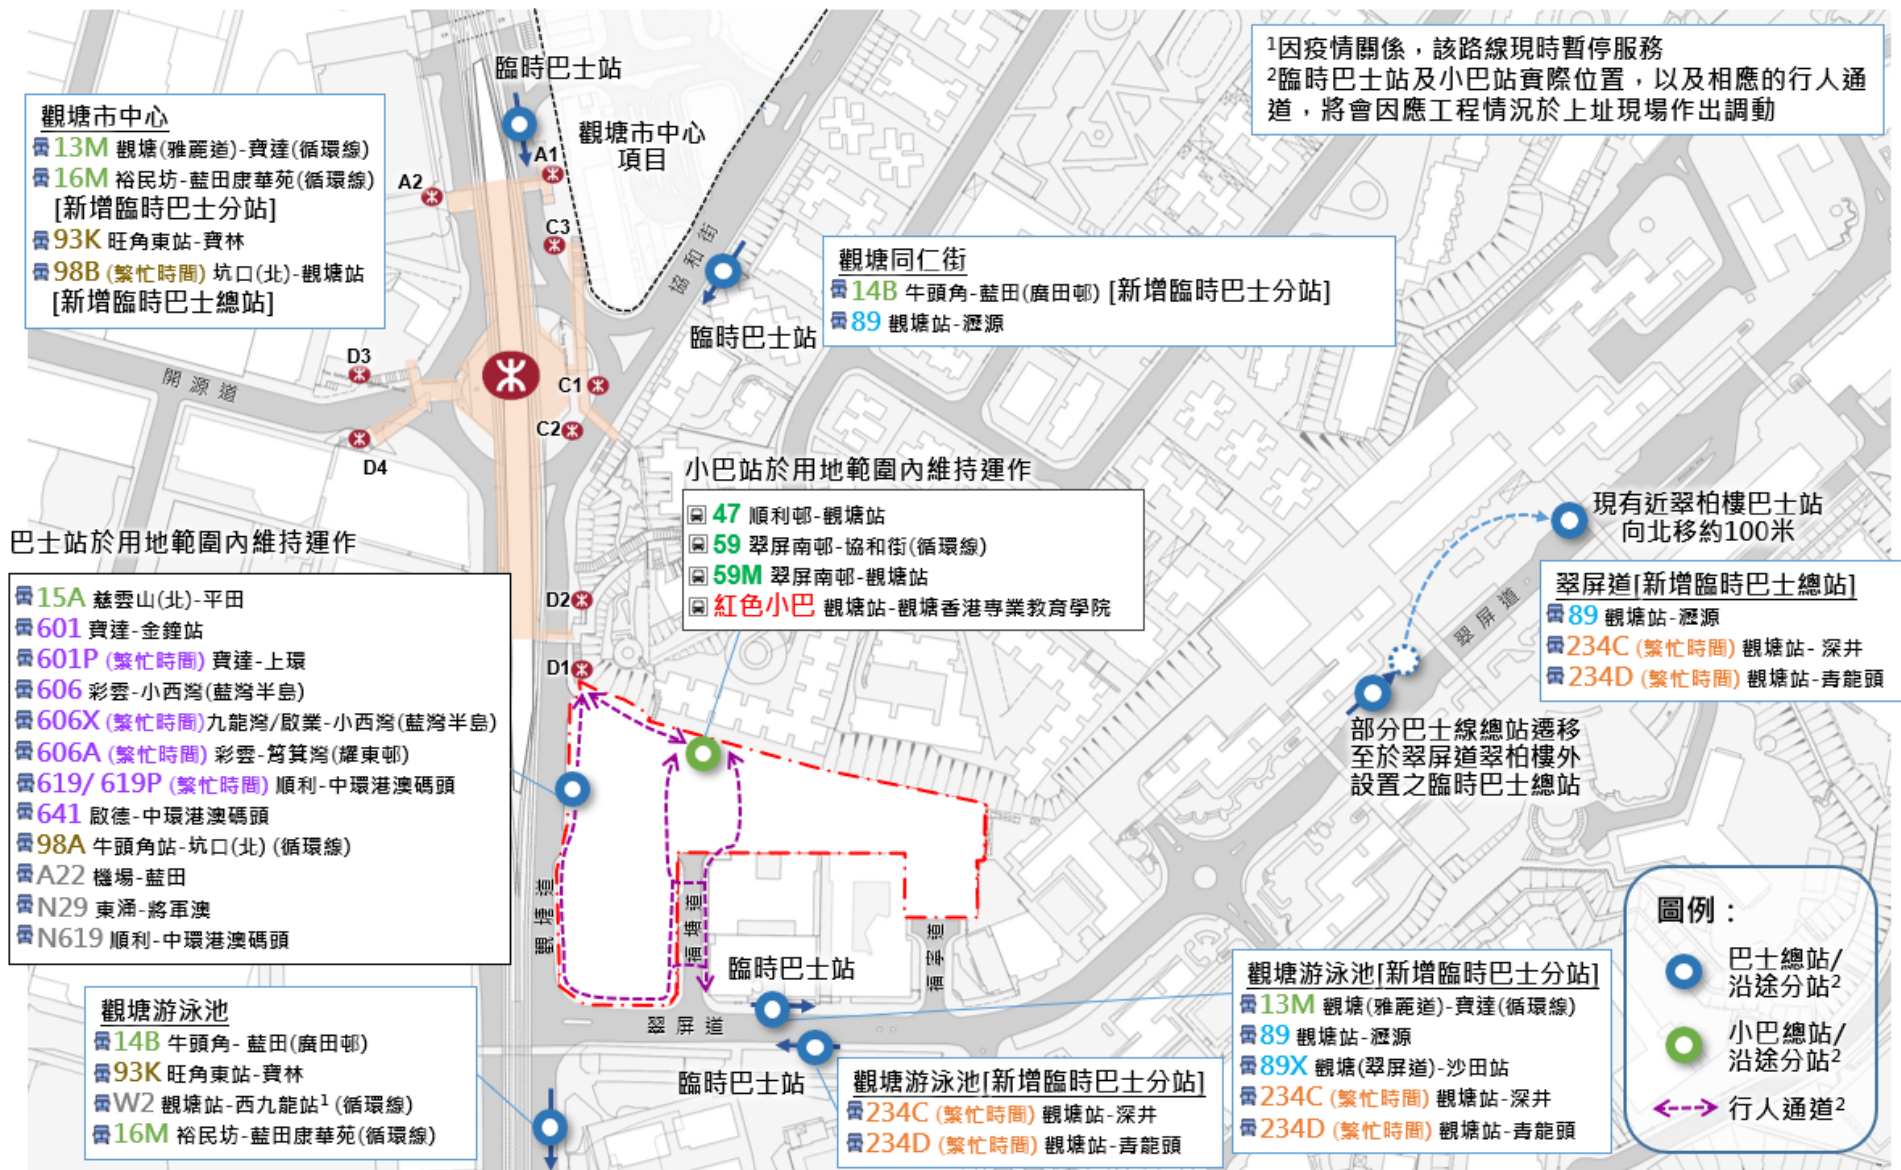 ¹因疫情關係，該路線現時暫停服務
²臨時巴士站及小巴站實際位置，以及相應的行人通
道，將會因應工程情況於上址現場作出調動
臨時巴士站
觀塘市中心
13M 觀塘(雅麗道)-寶達(循環線)
16M 裕民坊-藍田康華苑(循環線)
[新增臨時巴士分站]
93K 旺角東站-寶林
98B (繁忙時間) 坑口(北)-觀塘站
[新增臨時巴士總站]
觀塘市中心
項目
A1
A2
C3
協和街
臨時巴士站
觀塘同仁街
14B 牛頭角-藍田(廣田邨) [新增臨時巴士分站]
89 觀塘站-瀝源
D3
開源道
C1
C2
D4
小巴站於用地範圍內維持運作
47 順利邨-觀塘站
59 翠屏南邨-協和街(循環線)
59M 翠屏南邨-觀塘站
紅色小巴 觀塘站-觀塘香港專業教育學院
現有近翠柏樓巴士站
向北移約100米
翠屏道[新增臨時巴士總站]
89 觀塘站-瀝源
234C (繁忙時間) 觀塘站- 深井
234D (繁忙時間) 觀塘站-青龍頭
翠屏道
部分巴士線總站遷移
至於翠屏道翠柏樓外
設置之臨時巴士總站
巴士站於用地範圍內維持運作
15A 慈雲山(北)-平田
601 寶達-金鐘站
601P (繁忙時間) 寶達-上環
606 彩雲-小西灣(藍灣半島)
606X (繁忙時間)九龍灣/啟業-小西灣(藍灣半島)
606A (繁忙時間) 彩雲-筲箕灣(耀東邨)
619/ 619P (繁忙時間) 順利-中環港澳碼頭
641 啟德-中環港澳碼頭
98A 牛頭角站-坑口(北) (循環線)
A22 機場-藍田
N29 東涌-將軍澳
N619 順利-中環港澳碼頭
D2
D1
觀塘道
福塘道
福寧道
臨時巴士站
翠屏道
臨時巴士站
觀塘游泳池
14B 牛頭角- 藍田(廣田邨)
93K 旺角東站-寶林
W2 觀塘站-西九龍站¹ (循環線)
16M 裕民坊-藍田康華苑(循環線)
觀塘游泳池[新增臨時巴士分站]
234C (繁忙時間) 觀塘站-深井
234D (繁忙時間) 觀塘站-青龍頭
觀塘游泳池[新增臨時巴士分站]
13M 觀塘(雅麗道)-寶達(循環線)
89 觀塘站-瀝源
89X 觀塘(翠屏道)-沙田站
234C (繁忙時間) 觀塘站-深井
234D (繁忙時間) 觀塘站-青龍頭
圖例：
巴士總站/
沿途分站²
小巴總站/
沿途分站²
行人通道²